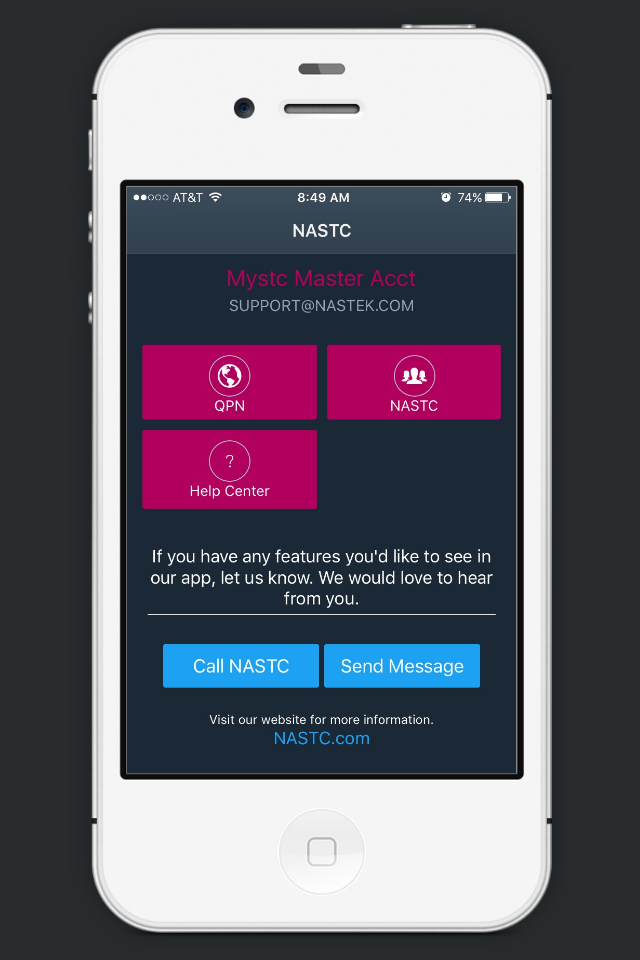 AT&T 8:49 AM 74%
NASTC
Mystc Master Acct
SUPPORT@NASTEK.COM
QPN NASTC
?
Help Center
If you have any features you'd like to see in
our app, let us know. We would love to hear
from you.
Call NASTC Send Message
Visit our website for more information.
NASTC.com